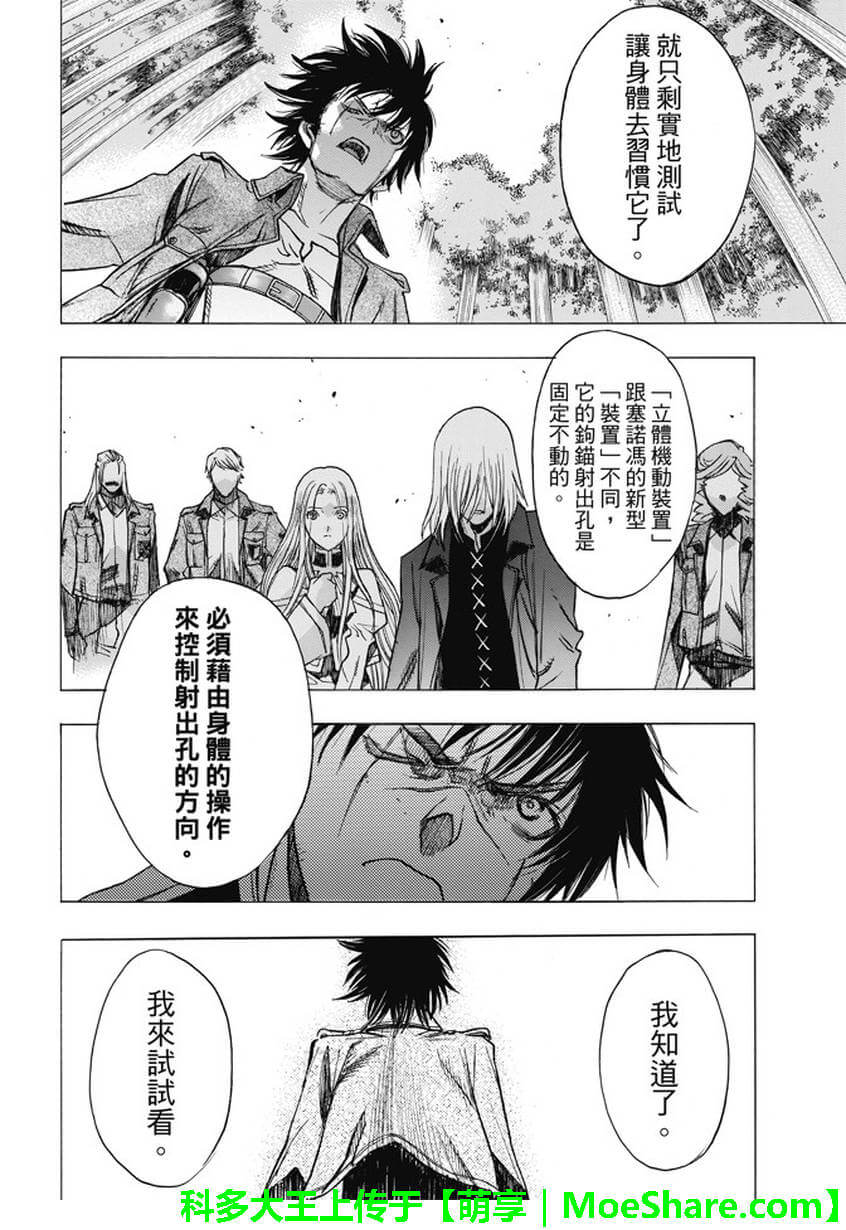 就只剩實地測試
讓身體去習慣它了。
「立體機動裝置」
跟塞諾馮的新型
「裝置」不同，
它的鉤錨射出孔是
固定不動的。
必須藉由身體的操作
來控制射出孔的方向。
我知道了。
我來試試看。
科多大王上传于【萌享】|MoeShare.com】